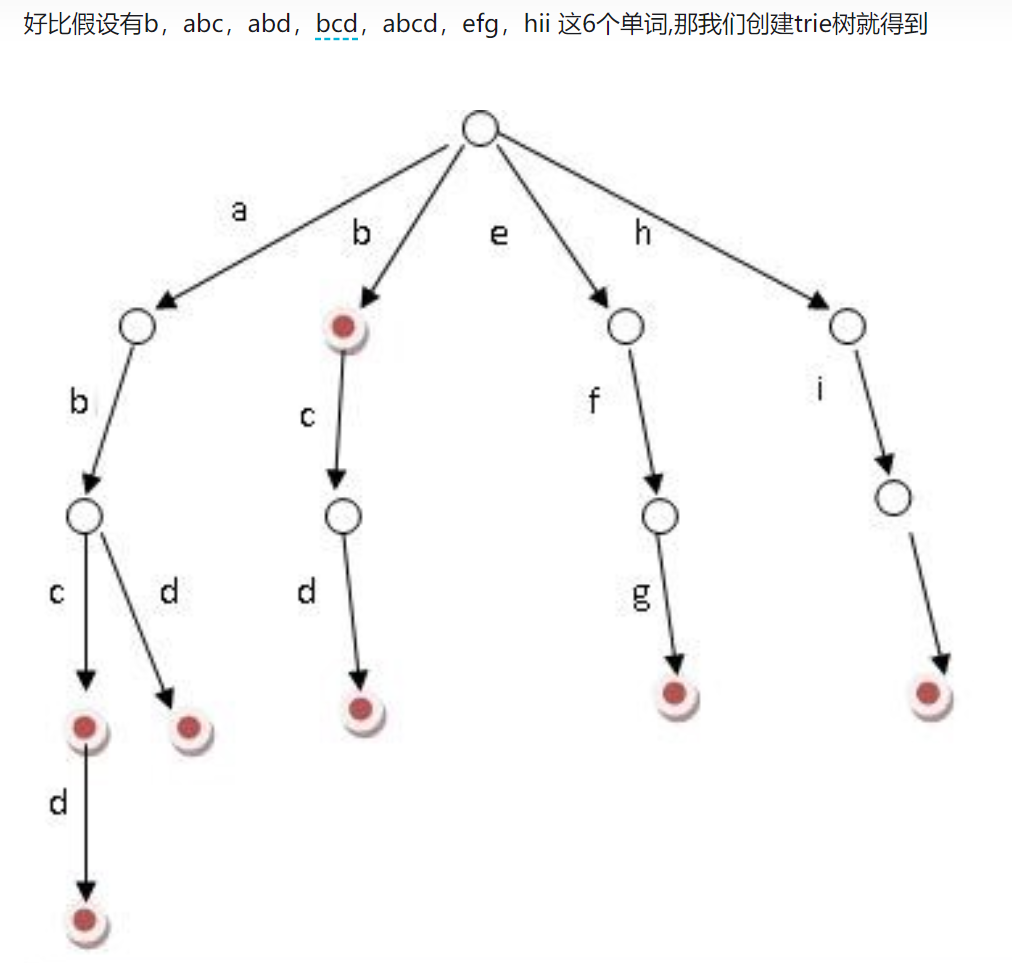 好比假设有b，abc，abd，bcd，abcd，efg，hii 这6个单词,那我们创建trie树就得到
a
b
e
h
b
c
f
i
c
d
d
g
d